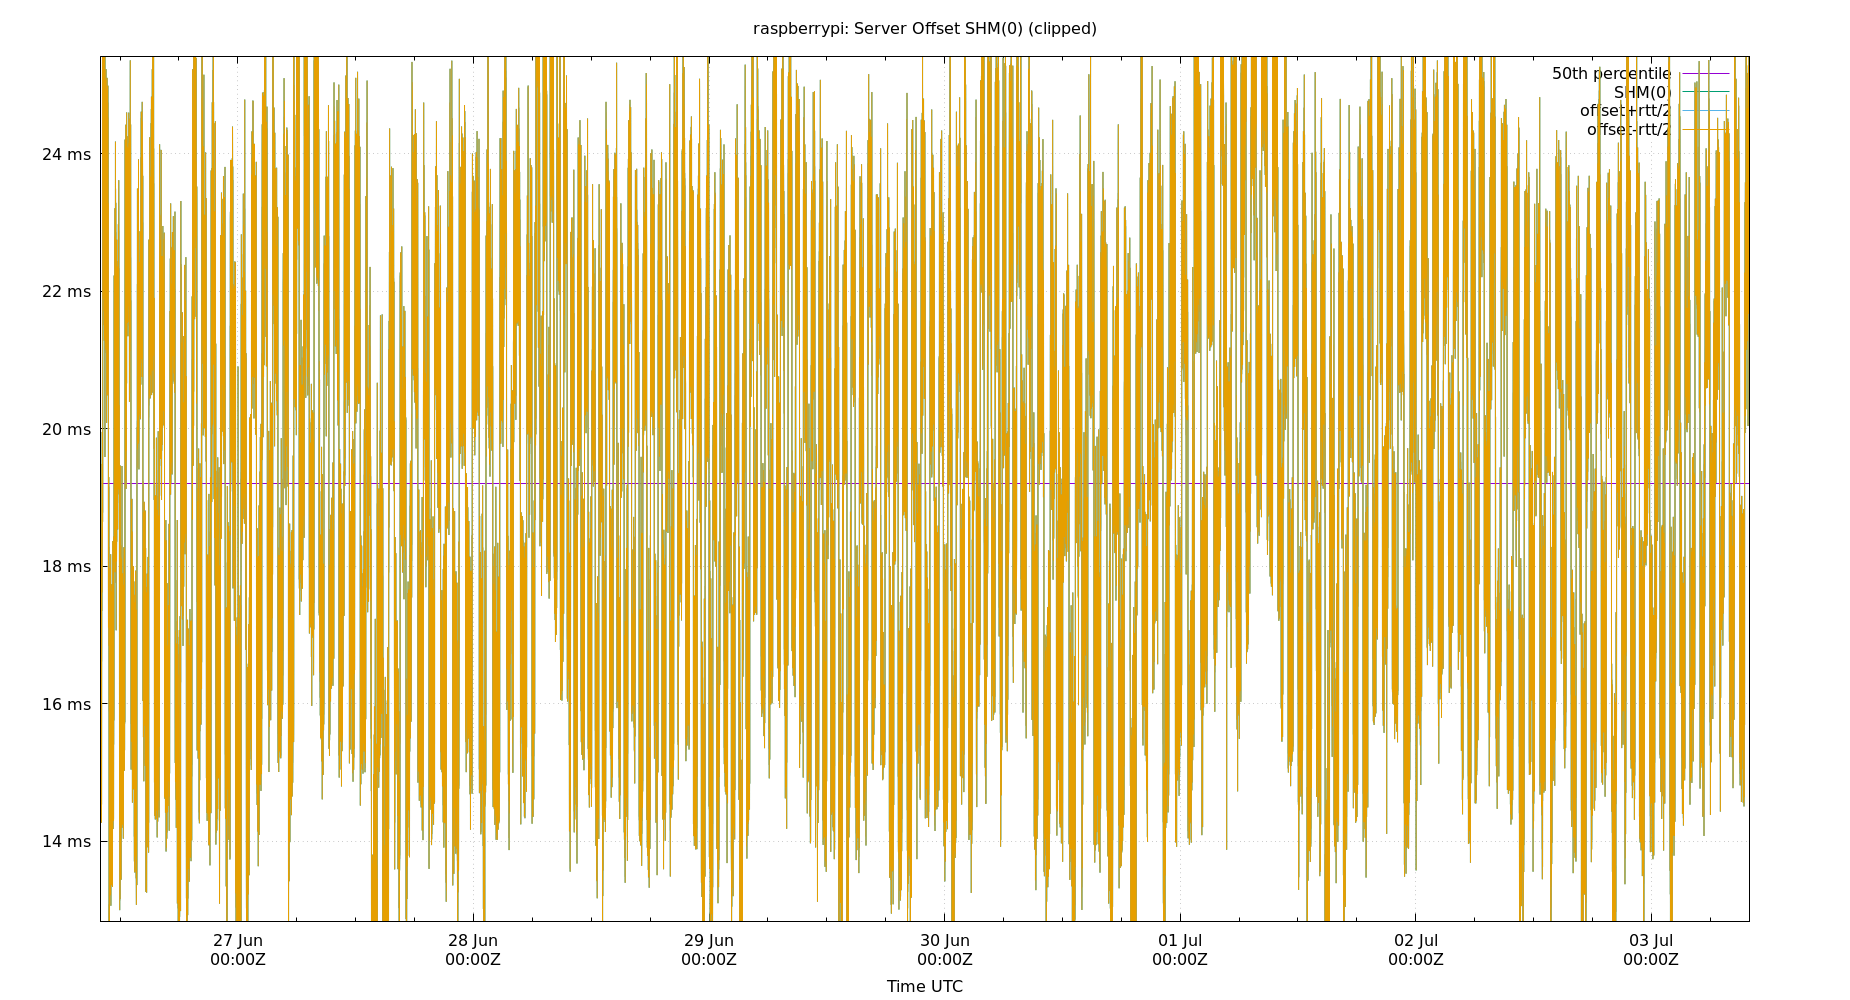 raspberrypi: Server Offset SHM(0) (clipped)
50th percentile
SHM(0)
offset+rtt/2
offset-rtt/2
24 ms
22 ms
20 ms
18 ms
16 ms
14 ms
27 Jun 28 Jun 29 Jun 30 Jun 01 Jul 02 Jul 03 Jul
00:00Z 00:00Z 00:00Z 00:00Z 00:00Z 00:00Z 00:00Z
Time UTC